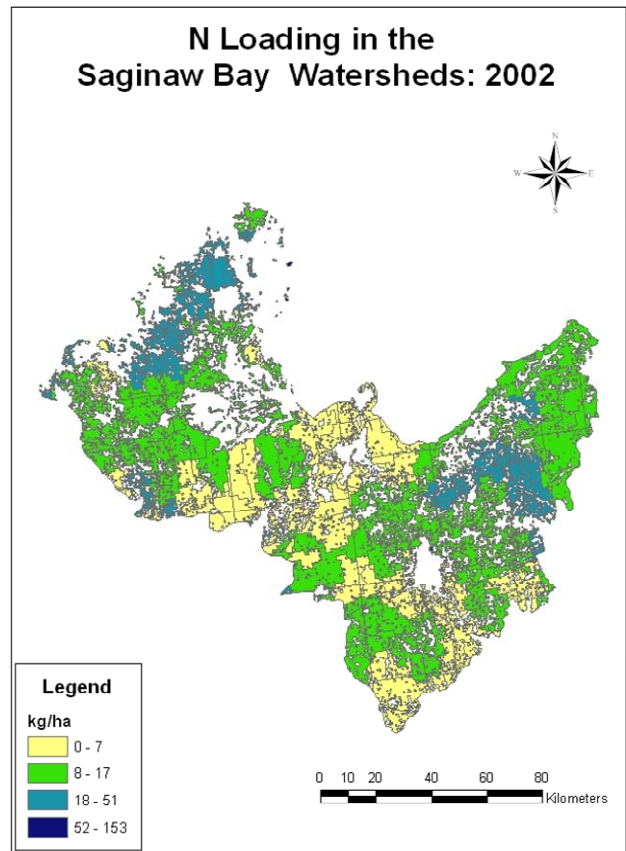 N Loading in the
Saginaw Bay Watersheds: 2002
N
W E
S
Legend
kg/ha
0 - 7
8 - 17
18 - 51
52 - 153
0 10 20 40 60 80
Kilometers